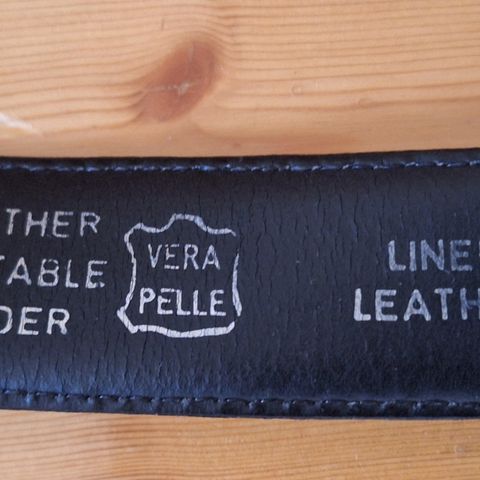 THER
TABLE
DER
VERA
PELLE
LINE
LEATH